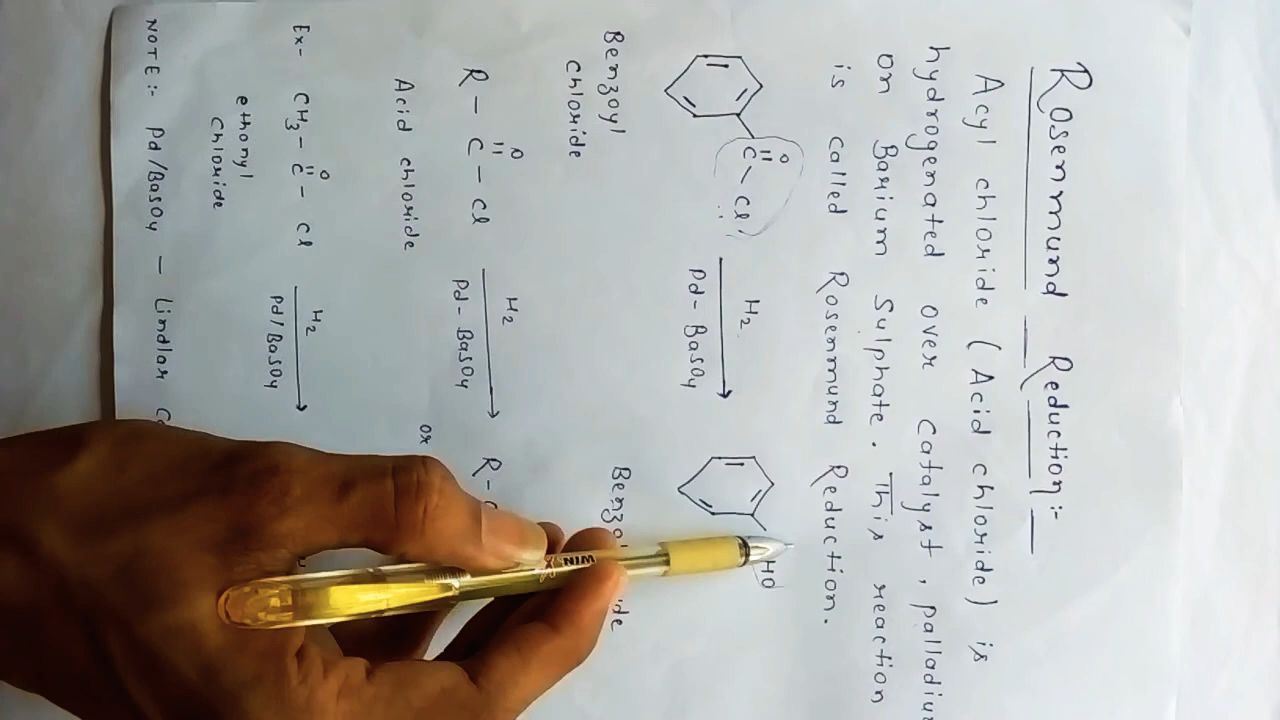 Rosenmund Reduction:-
Acyl chloride (Acid chloride) is
hydrogenated over catalyst,
on Barium Sulphate. This reaction
is called Rosenmund Reduction.
O
C - Cl
H2
Pd- BaSO4
HO
Benzoyl
chloride
O
R - C - Cl
H2
Pd- BaSO4
R-
Acid chloride
or
O
Ex- CH3 - C - Cl
H2
Pd/BaSO4
ethonyl
chloride
NOTE:- Pd/BaSO4 - Lindlar
WIN